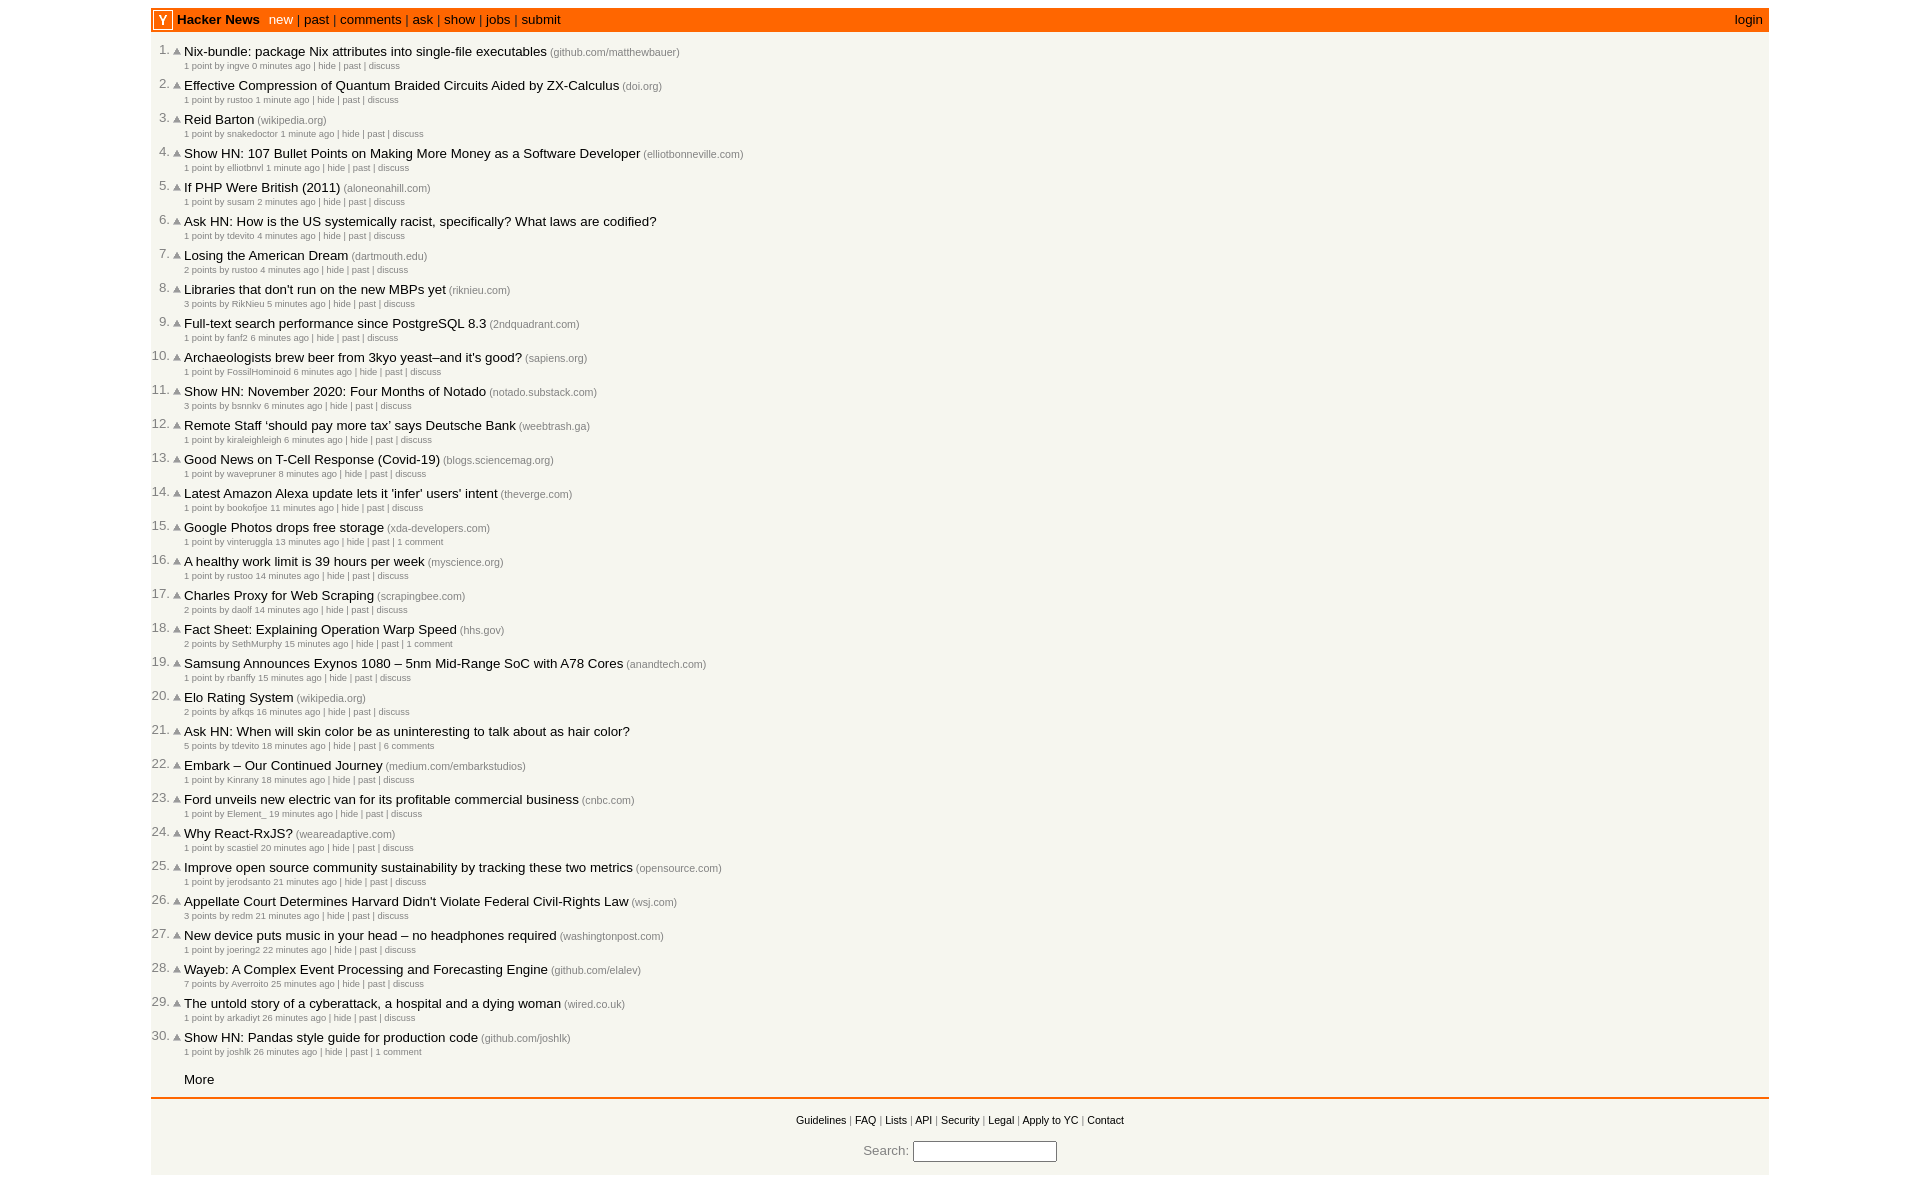 Y Hacker News new | past | comments | ask | show | jobs | submit login
1. Nix-bundle: package Nix attributes into single-file executables (github.com/matthewbauer)
1 point by ingve 0 minutes ago | hide | past | discuss
2. Effective Compression of Quantum Braided Circuits Aided by ZX-Calculus (doi.org)
1 point by rustoo 1 minute ago | hide | past | discuss
3. Reid Barton (wikipedia.org)
1 point by snakedoctor 1 minute ago | hide | past | discuss
4. Show HN: 107 Bullet Points on Making More Money as a Software Developer (elliotbonneville.com)
1 point by elliotbnvl 1 minute ago | hide | past | discuss
5. If PHP Were British (2011) (aloneonahill.com)
1 point by susam 2 minutes ago | hide | past | discuss
6. Ask HN: How is the US systemically racist, specifically? What laws are codified?
1 point by tdevito 4 minutes ago | hide | past | discuss
7. Losing the American Dream (dartmouth.edu)
2 points by rustoo 4 minutes ago | hide | past | discuss
8. Libraries that don't run on the new MBPs yet (riknieu.com)
3 points by RikNieu 5 minutes ago | hide | past | discuss
9. Full-text search performance since PostgreSQL 8.3 (2ndquadrant.com)
1 point by fanf2 6 minutes ago | hide | past | discuss
10. Archaeologists brew beer from 3kyo yeast–and it's good? (sapiens.org)
1 point by FossilHominoid 6 minutes ago | hide | past | discuss
11. Show HN: November 2020: Four Months of Notado (notado.substack.com)
3 points by bsnnkv 6 minutes ago | hide | past | discuss
12. Remote Staff ‘should pay more tax’ says Deutsche Bank (weebtrash.ga)
1 point by kiraleighleigh 6 minutes ago | hide | past | discuss
13. Good News on T-Cell Response (Covid-19) (blogs.sciencemag.org)
1 point by wavepruner 8 minutes ago | hide | past | discuss
14. Latest Amazon Alexa update lets it 'infer' users' intent (theverge.com)
1 point by bookofjoe 11 minutes ago | hide | past | discuss
15. Google Photos drops free storage (xda-developers.com)
1 point by vinteruggla 13 minutes ago | hide | past | 1 comment
16. A healthy work limit is 39 hours per week (myscience.org)
1 point by rustoo 14 minutes ago | hide | past | discuss
17. Charles Proxy for Web Scraping (scrapingbee.com)
2 points by daolf 14 minutes ago | hide | past | discuss
18. Fact Sheet: Explaining Operation Warp Speed (hhs.gov)
2 points by SethMurphy 15 minutes ago | hide | past | 1 comment
19. Samsung Announces Exynos 1080 – 5nm Mid-Range SoC with A78 Cores (anandtech.com)
1 point by rbanffy 15 minutes ago | hide | past | discuss
20. Elo Rating System (wikipedia.org)
2 points by afkqs 16 minutes ago | hide | past | discuss
21. Ask HN: When will skin color be as uninteresting to talk about as hair color?
5 points by tdevito 18 minutes ago | hide | past | 6 comments
22. Embark – Our Continued Journey (medium.com/embarkstudios)
1 point by Kinrany 18 minutes ago | hide | past | discuss
23. Ford unveils new electric van for its profitable commercial business (cnbc.com)
1 point by Element_ 19 minutes ago | hide | past | discuss
24. Why React-RxJS? (weareadaptive.com)
1 point by scastiel 20 minutes ago | hide | past | discuss
25. Improve open source community sustainability by tracking these two metrics (opensource.com)
1 point by jerodsanto 21 minutes ago | hide | past | discuss
26. Appellate Court Determines Harvard Didn't Violate Federal Civil-Rights Law (wsj.com)
3 points by redm 21 minutes ago | hide | past | discuss
27. New device puts music in your head – no headphones required (washingtonpost.com)
1 point by joering2 22 minutes ago | hide | past | discuss
28. Wayeb: A Complex Event Processing and Forecasting Engine (github.com/elalev)
7 points by Averroito 25 minutes ago | hide | past | discuss
29. The untold story of a cyberattack, a hospital and a dying woman (wired.co.uk)
1 point by arkadiyt 26 minutes ago | hide | past | discuss
30. Show HN: Pandas style guide for production code (github.com/joshlk)
1 point by joshlk 26 minutes ago | hide | past | 1 comment
More
Guidelines | FAQ | Lists | API | Security | Legal | Apply to YC | Contact
Search: